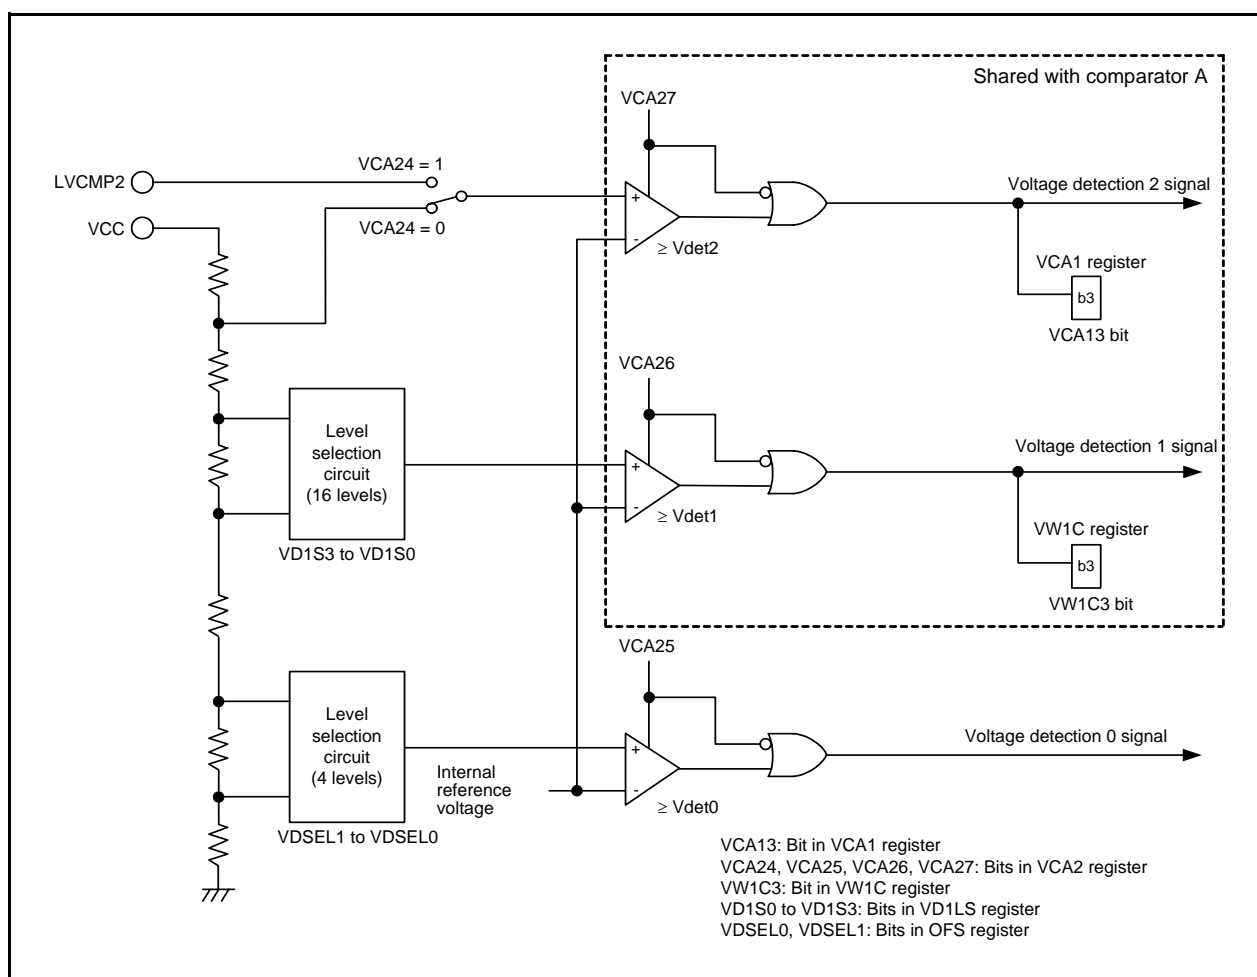 Shared with comparator A
VCA27
VCA24 = 1
LVCMP2
VCC
VCA24 = 0
+
-
≥ Vdet2
Voltage detection 2 signal
VCA1 register
b3
VCA13 bit
VCA26
Level
selection
circuit
(16 levels)
VD1S3 to VD1S0
+
-
≥ Vdet1
Voltage detection 1 signal
VW1C register
b3
VW1C3 bit
VCA25
Level
selection
circuit
(4 levels)
VDSEL1 to VDSEL0
Internal
reference
voltage
+
-
≥ Vdet0
Voltage detection 0 signal
VCA13: Bit in VCA1 register
VCA24, VCA25, VCA26, VCA27: Bits in VCA2 register
VW1C3: Bit in VW1C register
VD1S0 to VD1S3: Bits in VD1LS register
VDSEL0, VDSEL1: Bits in OFS register